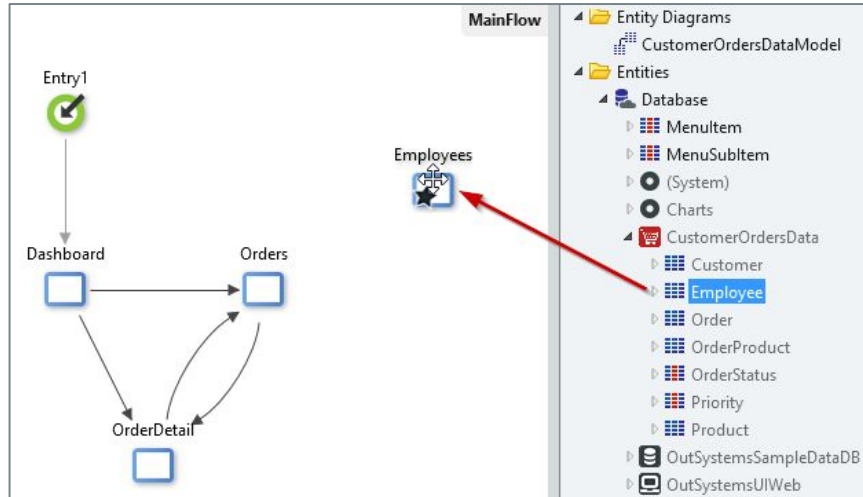 MainFlow
Entry1
Employees
Dashboard
Orders
OrderDetail
Entity Diagrams
CustomerOrdersDataModel
Entities
Database
MenuItem
MenuSubItem
(System)
Charts
CustomerOrdersData
Customer
Employee
Order
OrderProduct
OrderStatus
Priority
Product
OutSystemsSampleDataDB
OutSystemsUIWeb